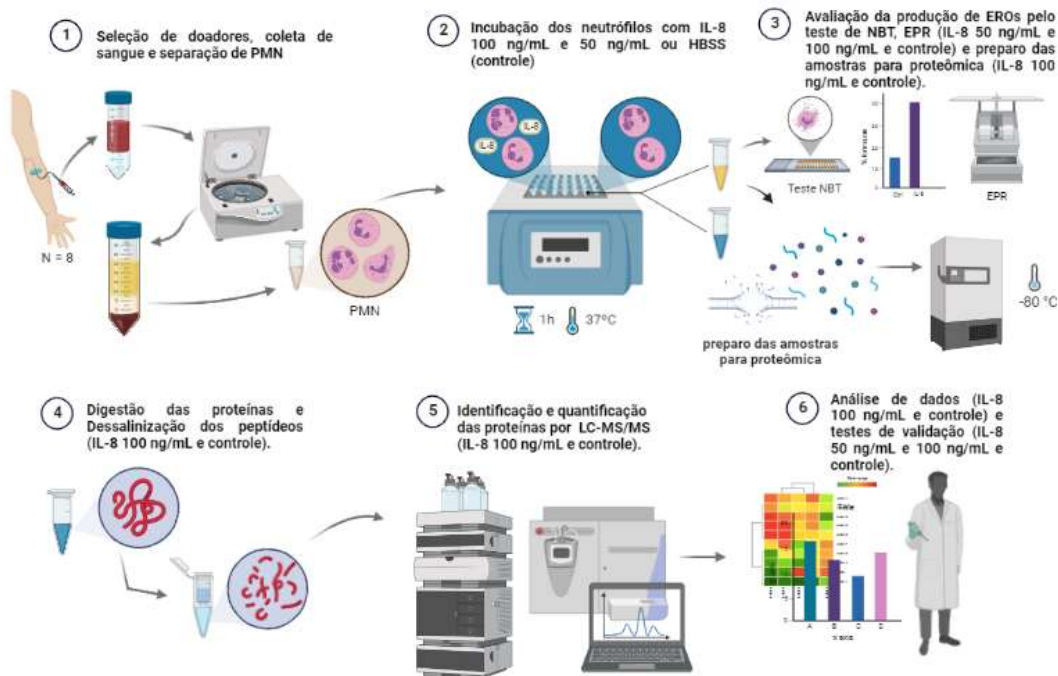 1
Seleção de doadores, coleta de
sangue e separação de PMN
N = 8
PMN
2
Incubação dos neutrófilos com IL-8
100 ng/mL e 50 ng/mL ou HBSS
(controle)
IL-8
IL-8
1h
37ºC
3
Avaliação da produção de EROs pelo
teste de NBT, EPR (IL-8 50 ng/mL e
100 ng/mL e controle) e preparo das
amostras para proteômica (IL-8 100
ng/mL e controle).
Teste NBT
EPR
preparo das amostras
para proteômica
-80 °C
4
Digestão das proteínas e
Dessalinização dos peptídeos
(IL-8 100 ng/mL e controle).
5
Identificação e quantificação
das proteínas por LC-MS/MS
(IL-8 100 ng/mL e controle).
6
Análise de dados (IL-8
100 ng/mL e controle) e
testes de validação (IL-8
50 ng/mL e 100 ng/mL e
controle).
A B C D